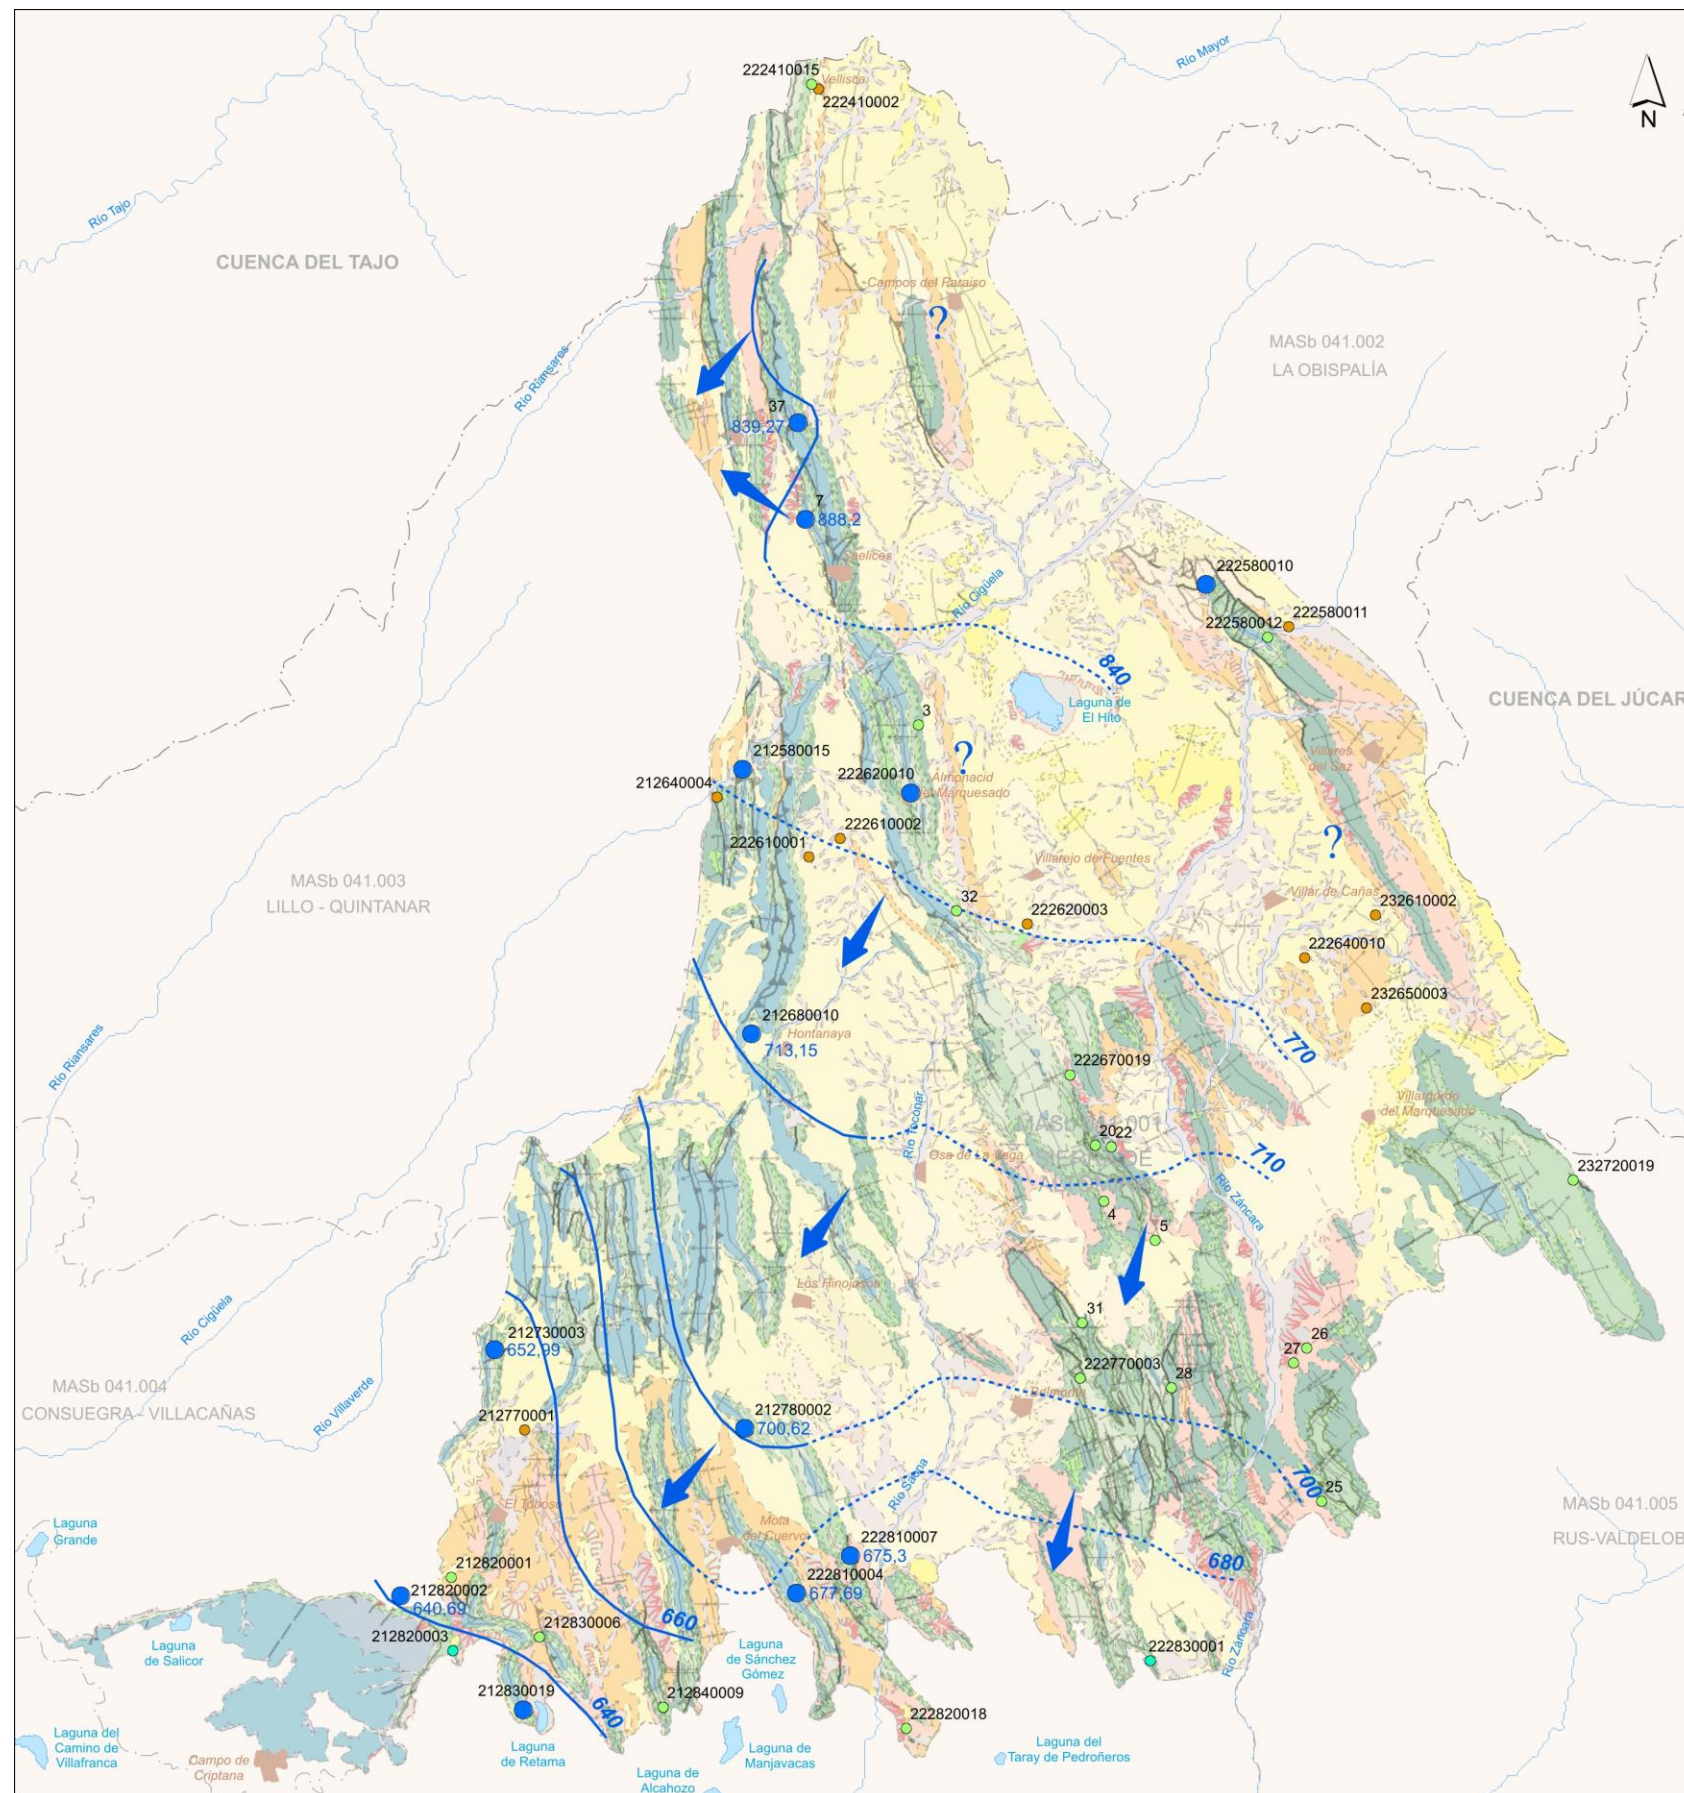 222410015
Vellisca
222410002
Río Mayor
N
Río Tajo
CUENCA DEL TAJO
Campos del Paraiso
?
MASb 041.002
LA OBISPALÍA
Río Riansares
37
839,27
7
888,2
Saelices
Río Cigüela
222580010
222580011
222580012
840
Laguna de
El Hito
CUENCA DEL JÚCAR
3
?
Villares
del Saz
212580015
212640004
222620010
Almonacid
del Marquesado
222610002
222610001
Villarejo de Fuentes
?
MASb 041.003
LILLO - QUINTANAR
32
222620003
Villar de Cañas
232610002
222640010
232650003
212680010
Hontanaya
713,15
770
Río Riansares
222670019
Villargordo
del Marquesado
Río Toconar
2022
Osa de La Vega
710
232720019
4
5
Río Záncara
Los Hinojosos
Río Cigüela
31
212730003
652,99
26
27
222770003
28
MASb 041.004
CONSUEGRA - VILLACAÑAS
Río Villaverde
Belmonte
212780002
700,62
212770001
700
25
Río Saona
MASb 041.005
RUS-VALDELOB
El Toboso
Mota
del Cuervo
Laguna
Grande
222810007
675,3
680
212820001
222810004
677,69
212820002
640,69
660
212830006
212820003
Laguna
de Salicor
Laguna
de Sánchez
Gómez
222830001
Río Záncara
212830019
640
212840009
222820018
Laguna del
Camino de
Villafranca
Campo de
Criptana
Laguna
de Retama
Laguna de
Manjavacas
Laguna del
Taray de Pedroñeros
Laguna de
Alcahozo